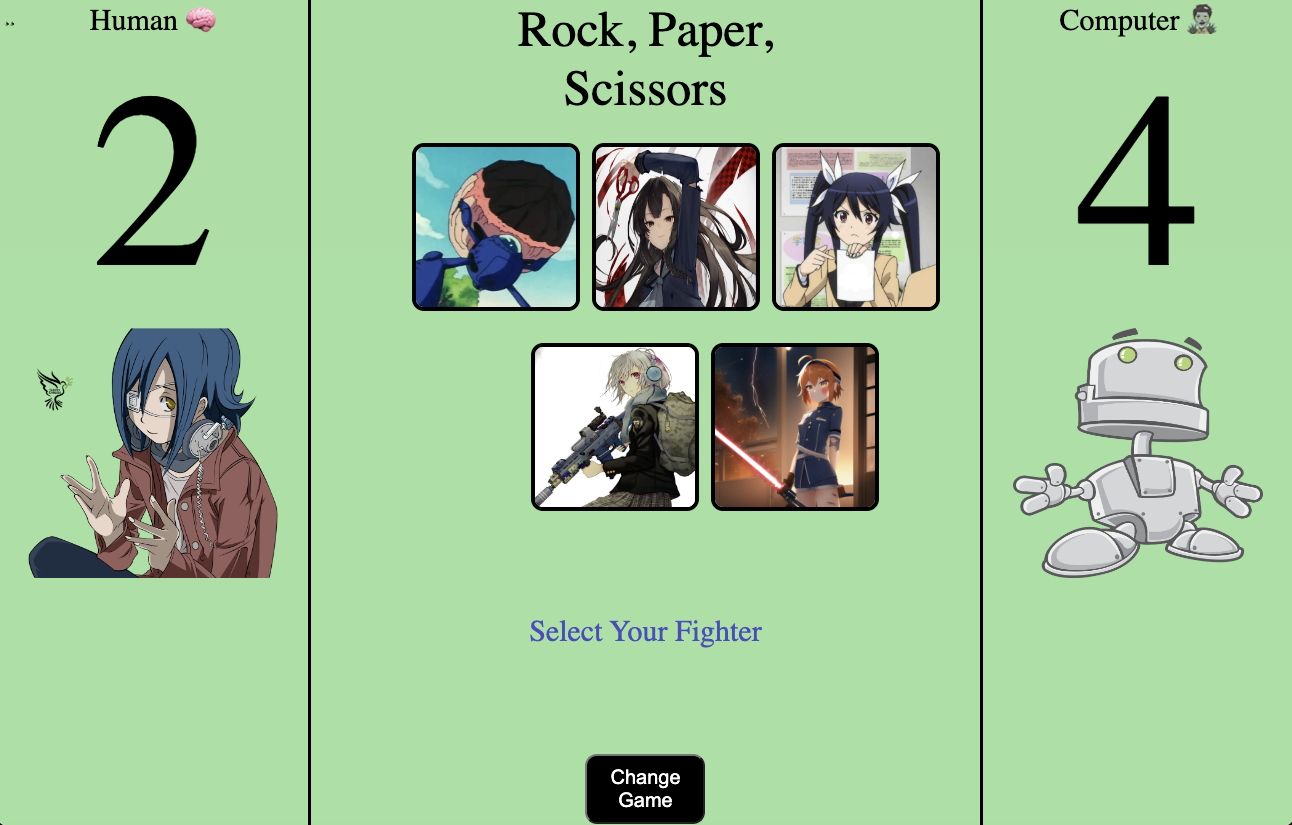 Human 🧠
2
Rock, Paper,
Scissors
Select Your Fighter
Change
Game
Computer 🧟
4